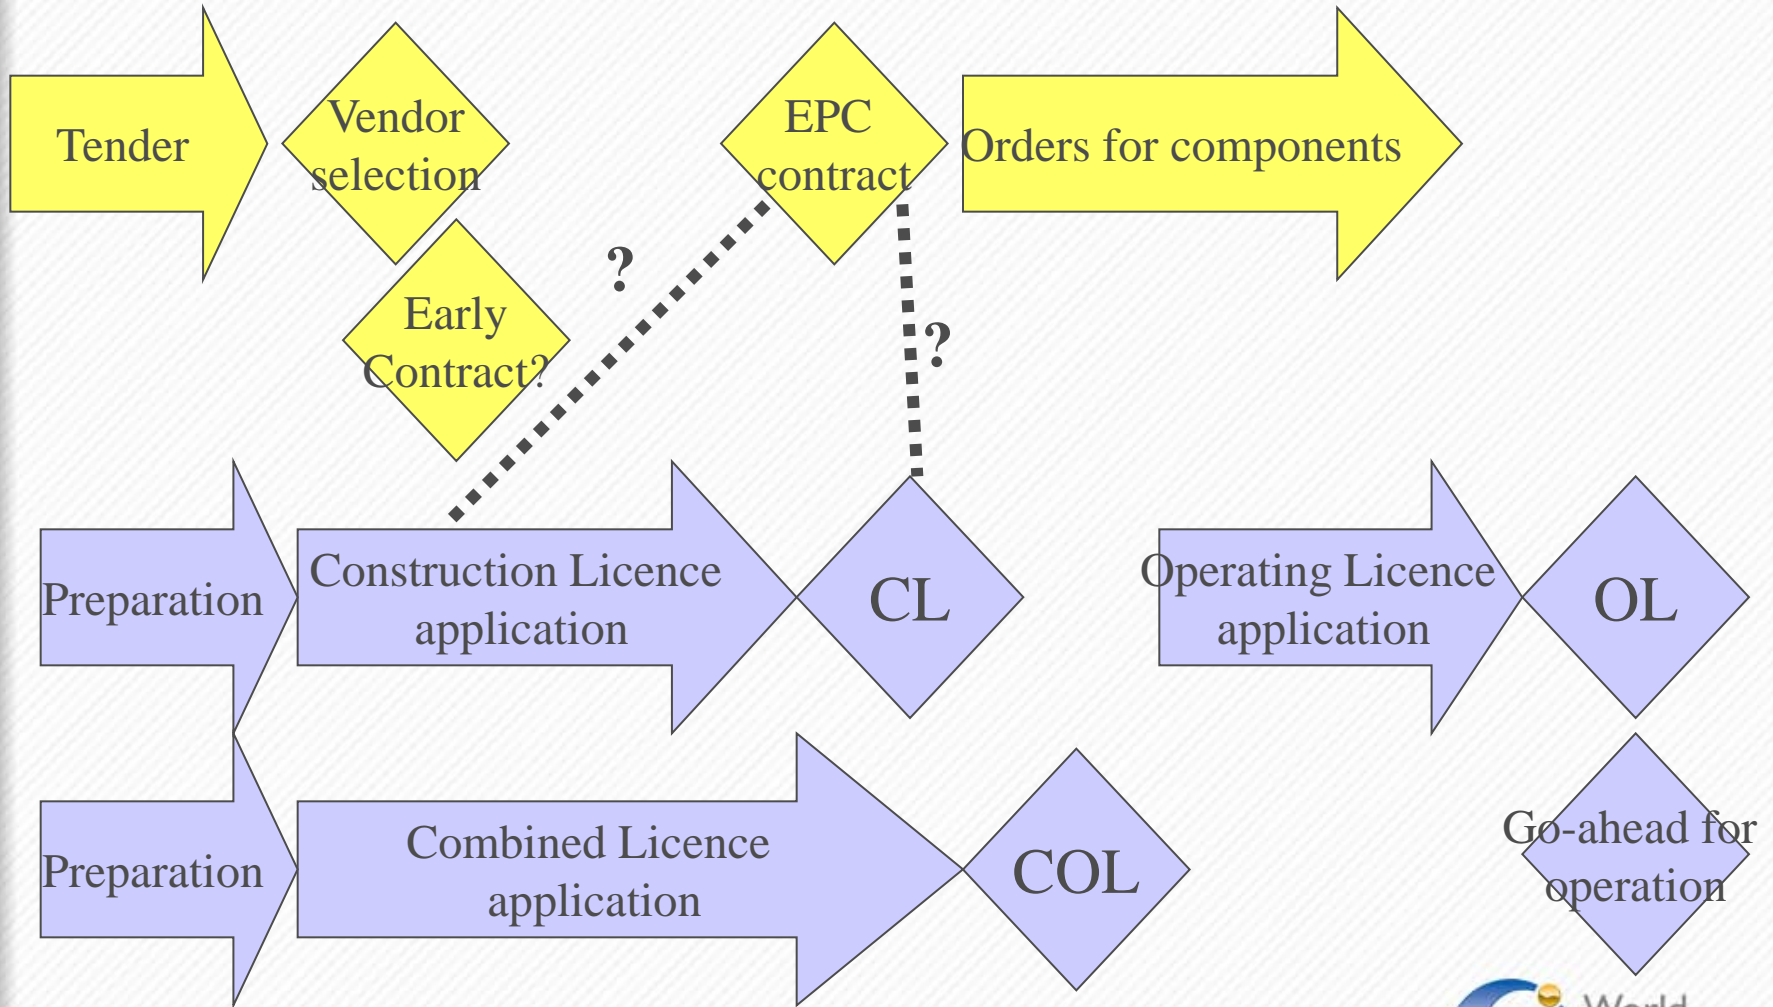 Tender
Vendor
selection
EPC
contract
Orders for components
?
?
Early
Contract?
Preparation
Construction Licence
application
CL
Operating Licence
application
OL
Preparation
Combined Licence
application
COL
Go-ahead for
operation
World